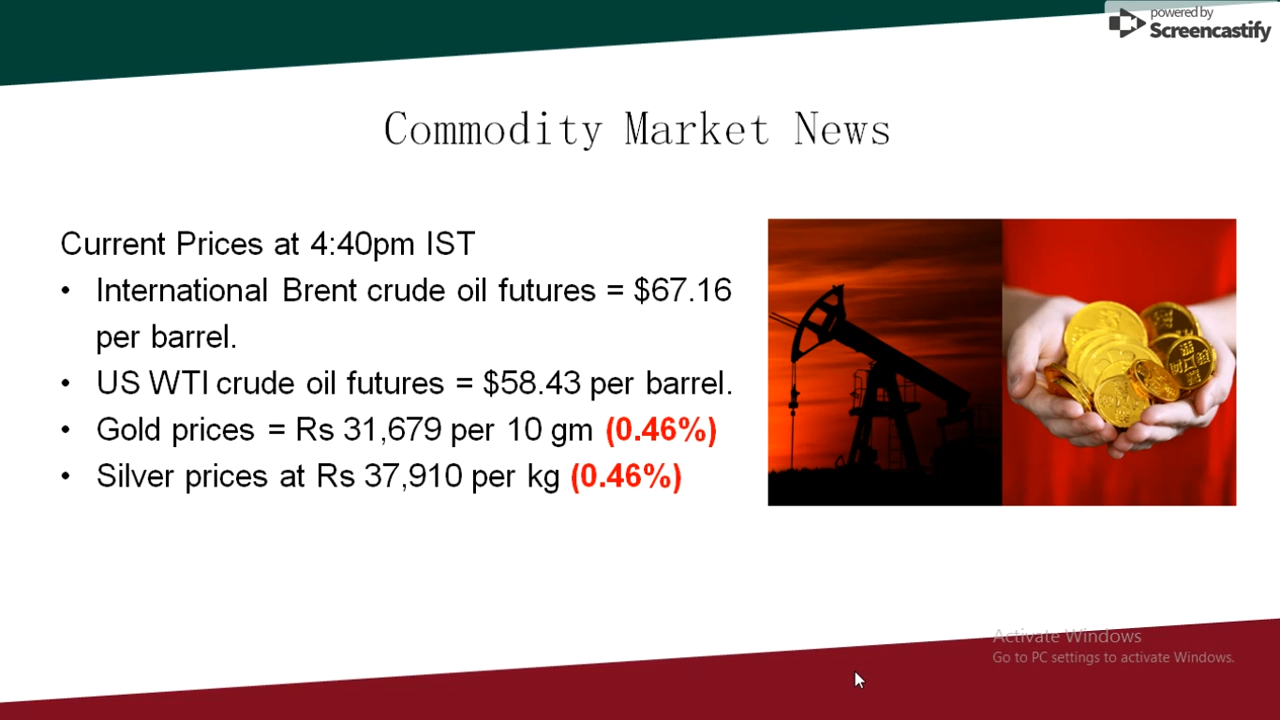 powered by
Screencastify
Commodity Market News
Current Prices at 4:40pm IST
• International Brent crude oil futures = $67.16
per barrel.
• US WTI crude oil futures = $58.43 per barrel.
• Gold prices = Rs 31,679 per 10 gm (0.46%)
• Silver prices at Rs 37,910 per kg (0.46%)
Activate Windows
Go to PC settings to activate Windows.